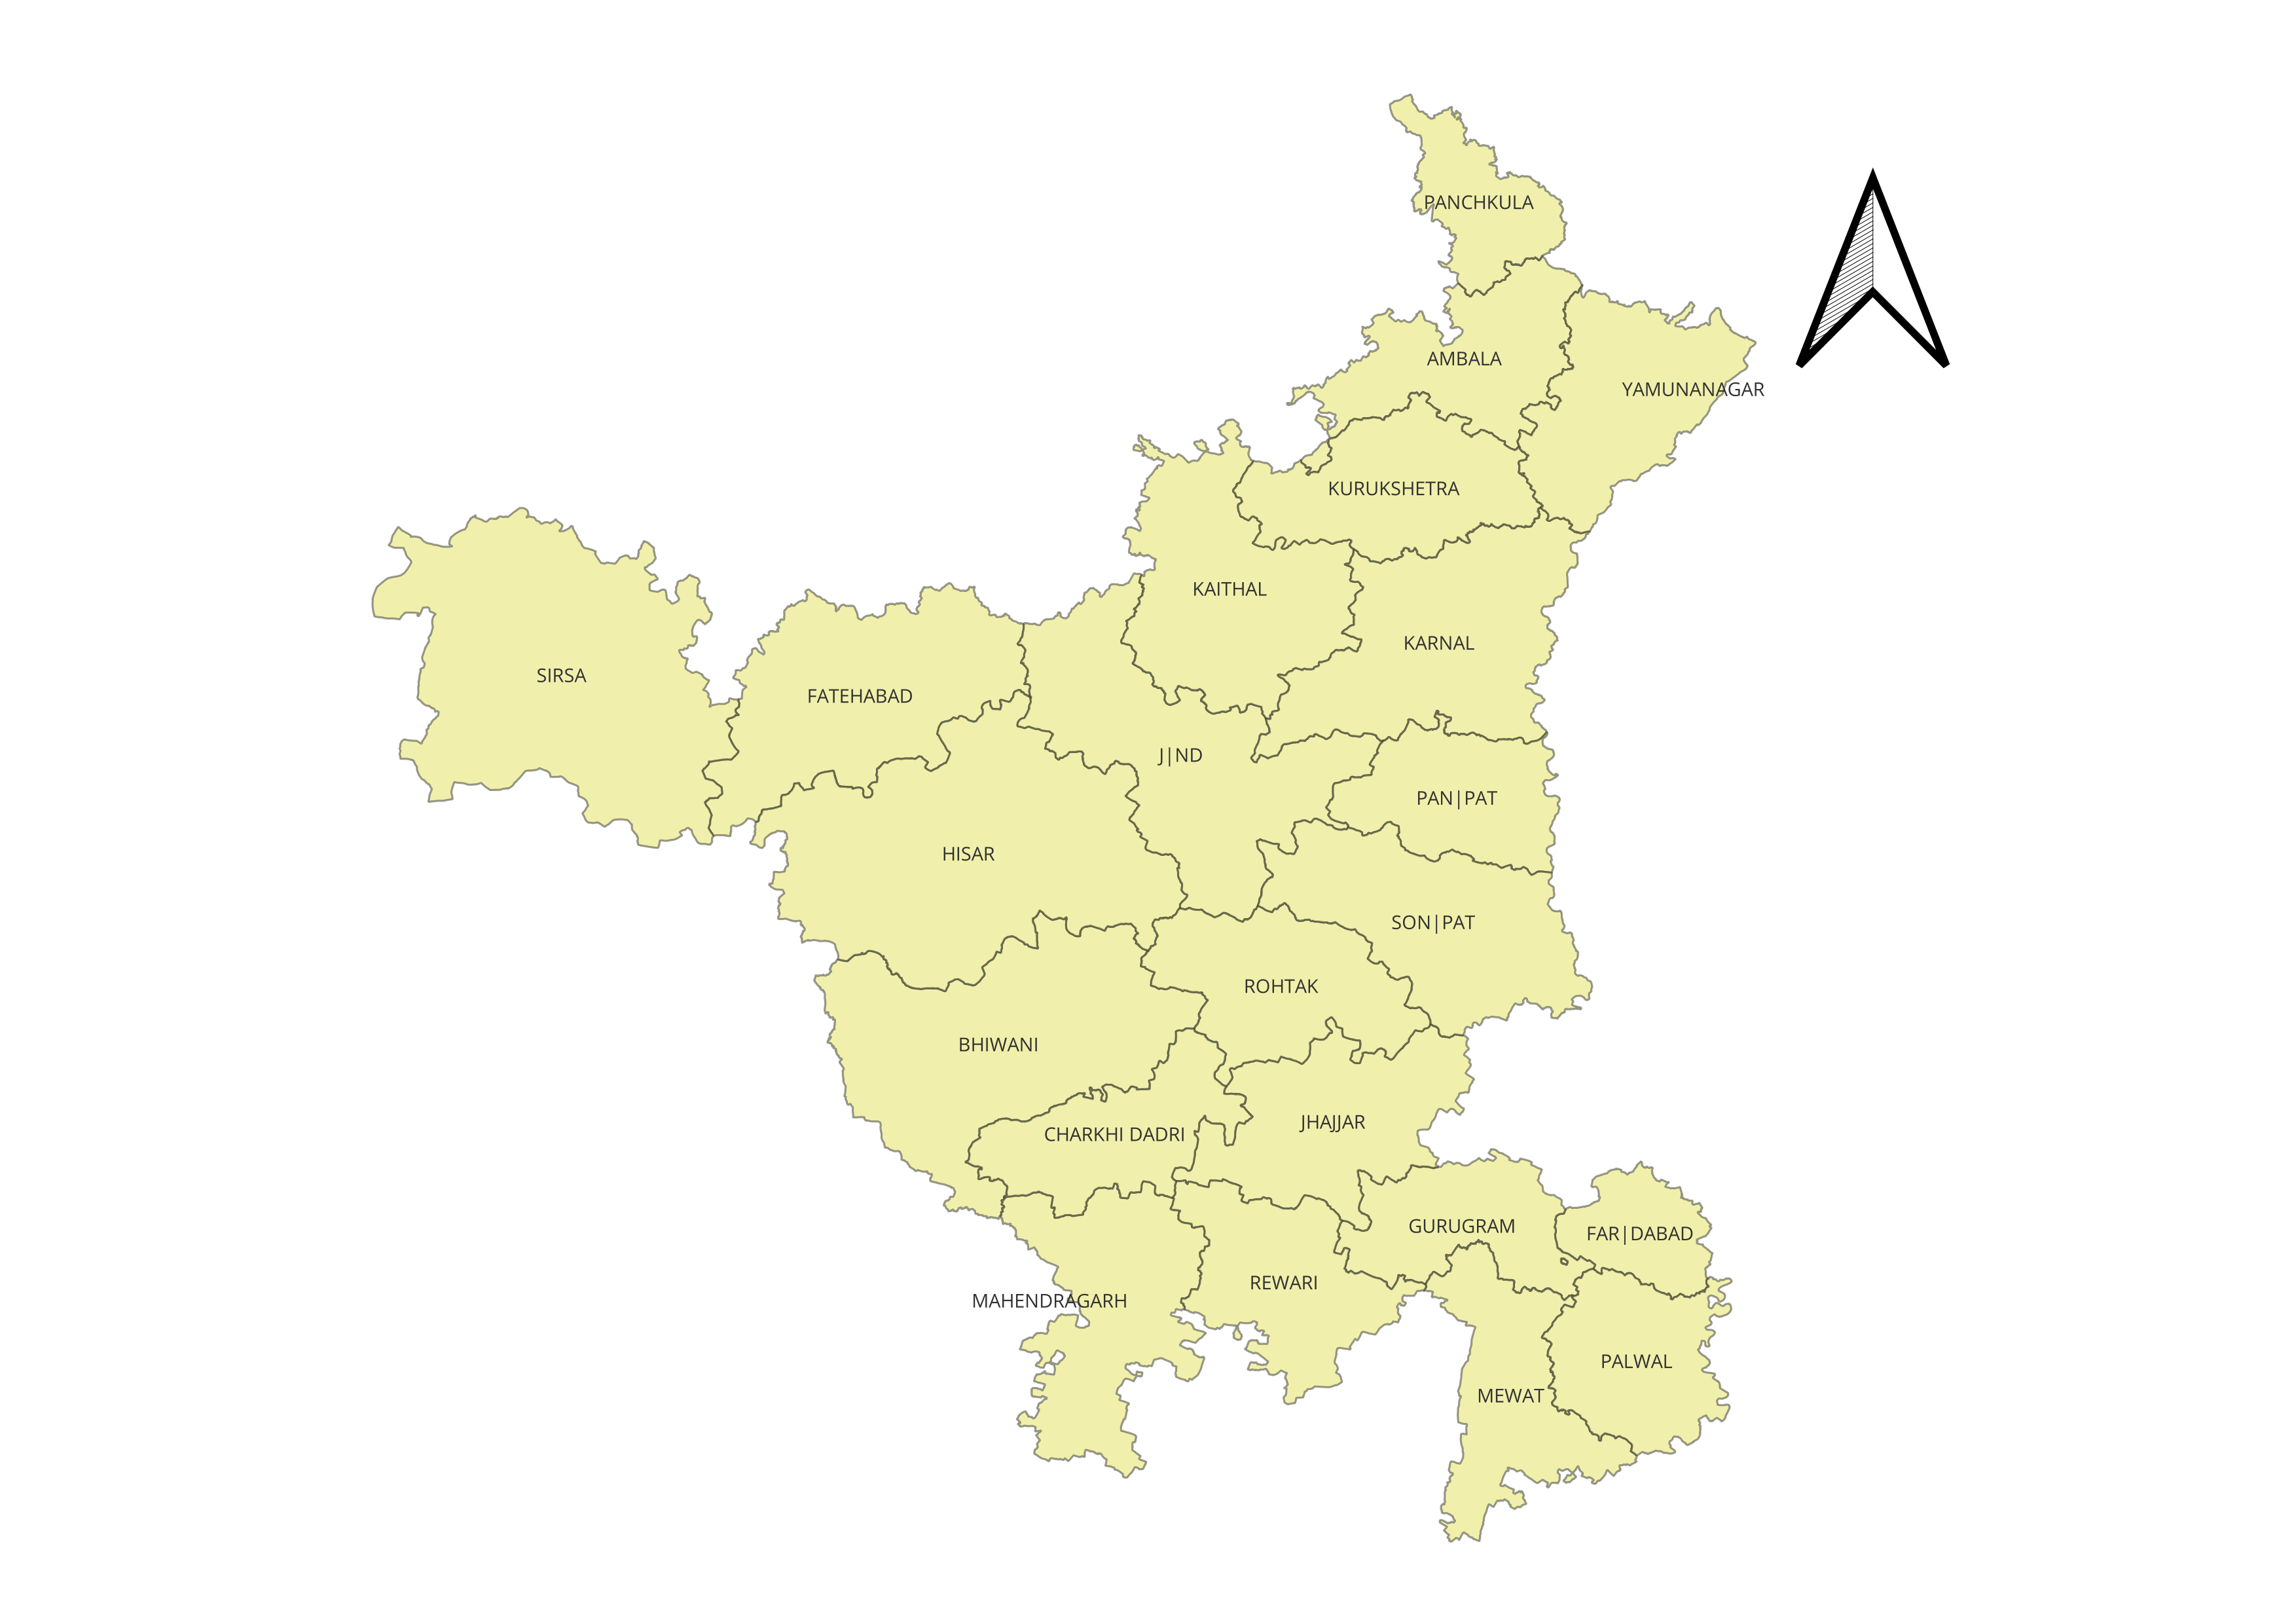 PANCHKULA
AMBALA
YAMUNANAGAR
KURUKSHETRA
KAITHAL
KARNAL
SIRSA
FATEHABAD
J|ND
PAN|PAT
HISAR
SON|PAT
ROHTAK
BHIWANI
JHAJJAR
CHARKHI DADRI
GURUGRAM
FAR|DABAD
REWARI
MAHENDRAGARH
PALWAL
MEWAT